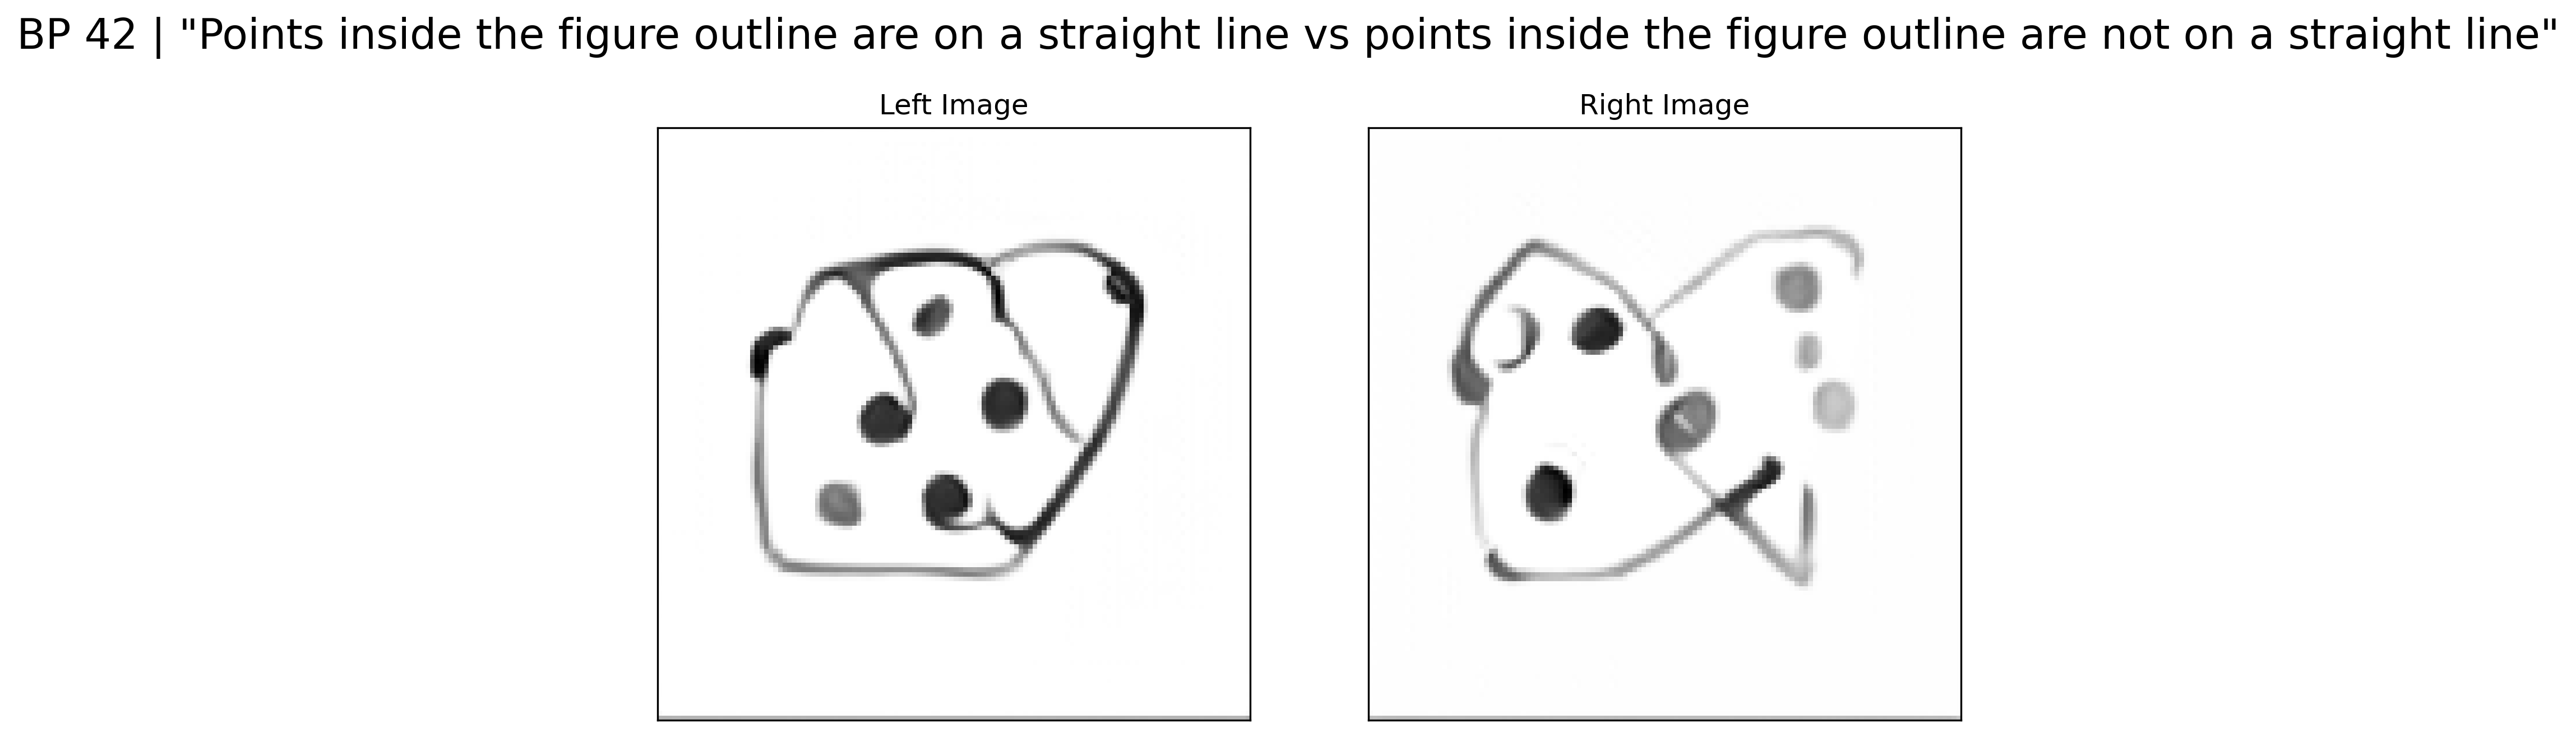 BP 42 | "Points inside the figure outline are on a straight line vs points inside the figure outline are not on a straight line"
Left Image
Right Image